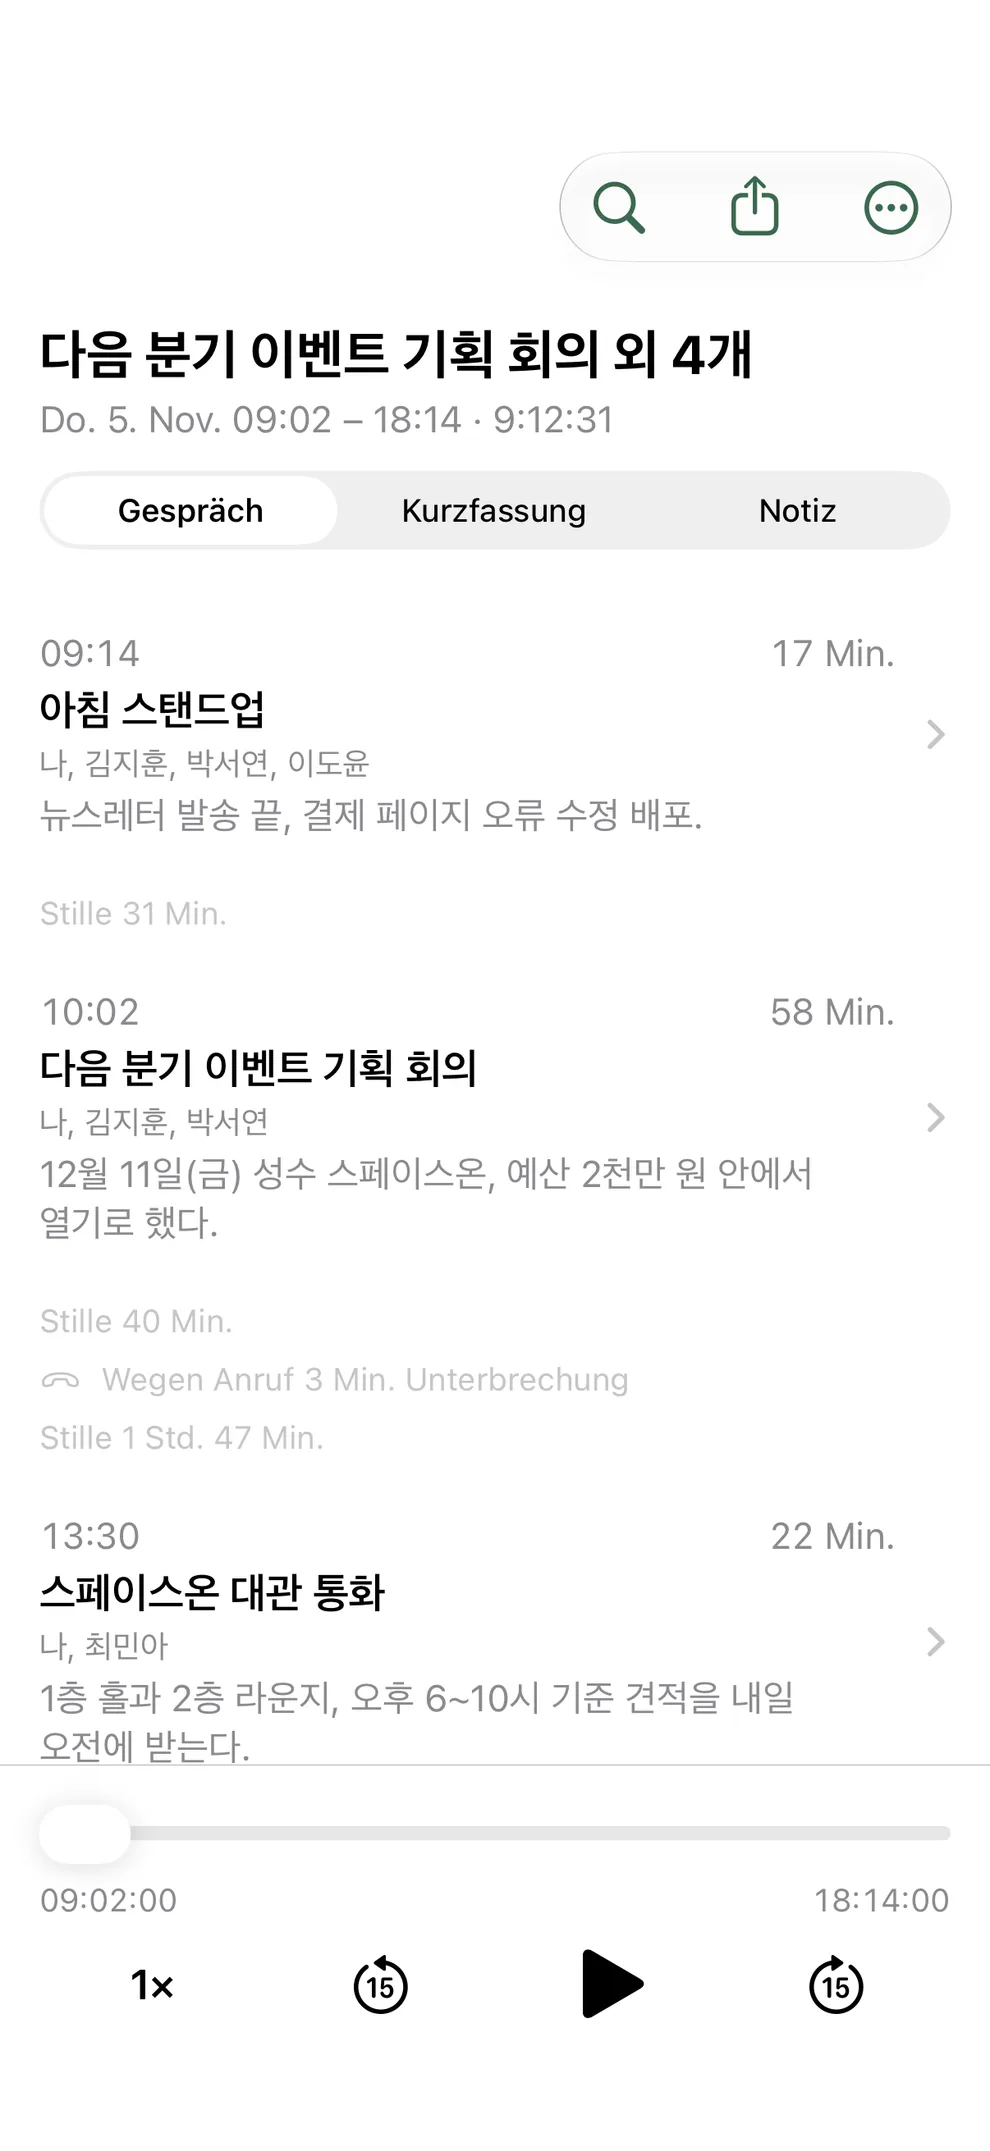 다음 분기 이벤트 기획 회의 외 4개
Do. 5. Nov. 09:02 – 18:14 · 9:12:31
Gespräch Kurzfassung Notiz
09:14 17 Min.
아침 스탠드업
나, 김지훈, 박서연, 이도윤
뉴스레터 발송 끝, 결제 페이지 오류 수정 배포.
Stille 31 Min.
10:02 58 Min.
다음 분기 이벤트 기획 회의
나, 김지훈, 박서연
12월 11일(금) 성수 스페이스온, 예산 2천만 원 안에서
열기로 했다.
Stille 40 Min.
Wegen Anruf 3 Min. Unterbrechung
Stille 1 Std. 47 Min.
13:30 22 Min.
스페이스온 대관 통화
나, 최민아
1층 홀과 2층 라운지, 오후 6~10시 기준 견적을 내일
오전에 받는다.
09:02:00 18:14:00
1× 15 15